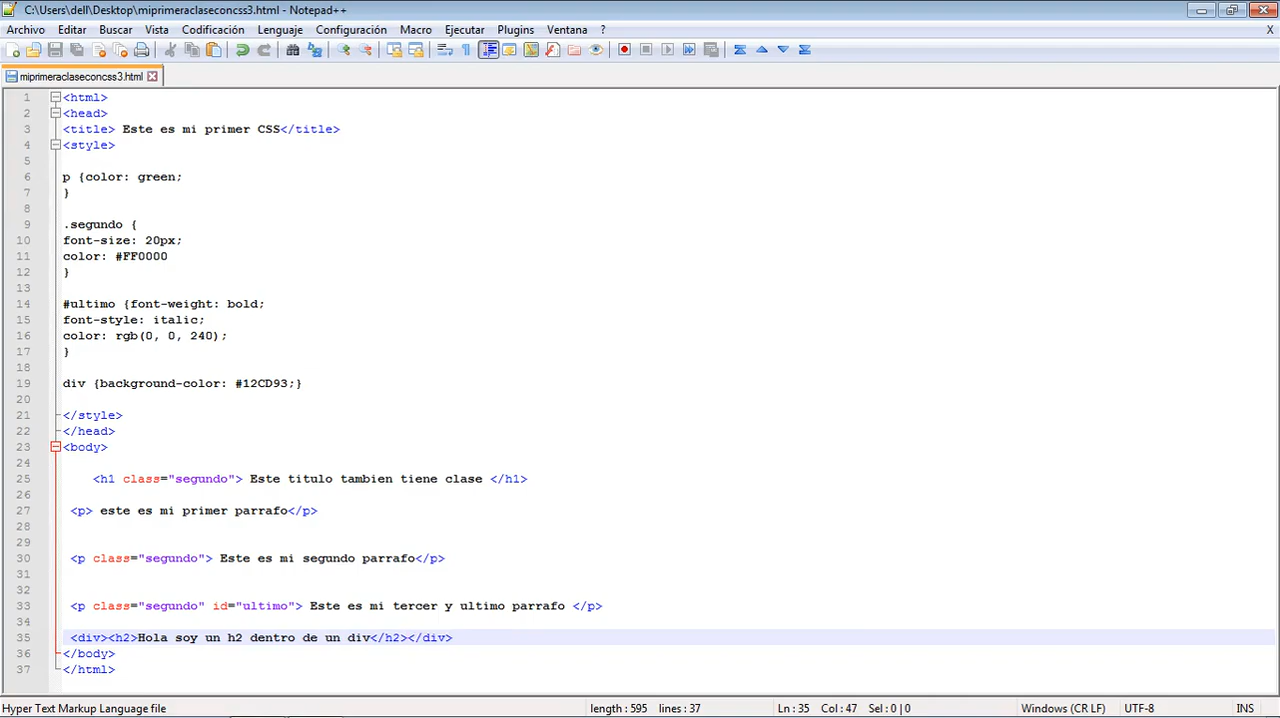 C:\Users\dell\Desktop\miprimeraclaseconcss3.html - Notepad++
Archivo Editar Buscar Vista Codificación Lenguaje Configuración Macro Ejecutar Plugins Ventana ? X
miprimeraclaseconcss3.html
1 <html>
2 <head>
3 <title> Este es mi primer CSS</title>
4 <style>
5
6 p {color: green;
7 }
8
9 .segundo {
10 font-size: 20px;
11 color: #FF0000
12 }
13
14 #ultimo {font-weight: bold;
15 font-style: italic;
16 color: rgb(0, 0, 240);
17 }
18
19 div {background-color: #12CD93;}
20
21 </style>
22 </head>
23 <body>
24
25 <h1 class="segundo"> Este titulo tambien tiene clase </h1>
26
27 <p> este es mi primer parrafo</p>
28
29
30 <p class="segundo"> Este es mi segundo parrafo</p>
31
32
33 <p class="segundo" id="ultimo"> Este es mi tercer y ultimo parrafo </p>
34
35 <div><h2>Hola soy un h2 dentro de un div</h2></div>
36 </body>
37 </html>
Hyper Text Markup Language file length : 595 lines : 37 Ln : 35 Col : 47 Sel : 0 | 0 Windows (CR LF) UTF-8 INS